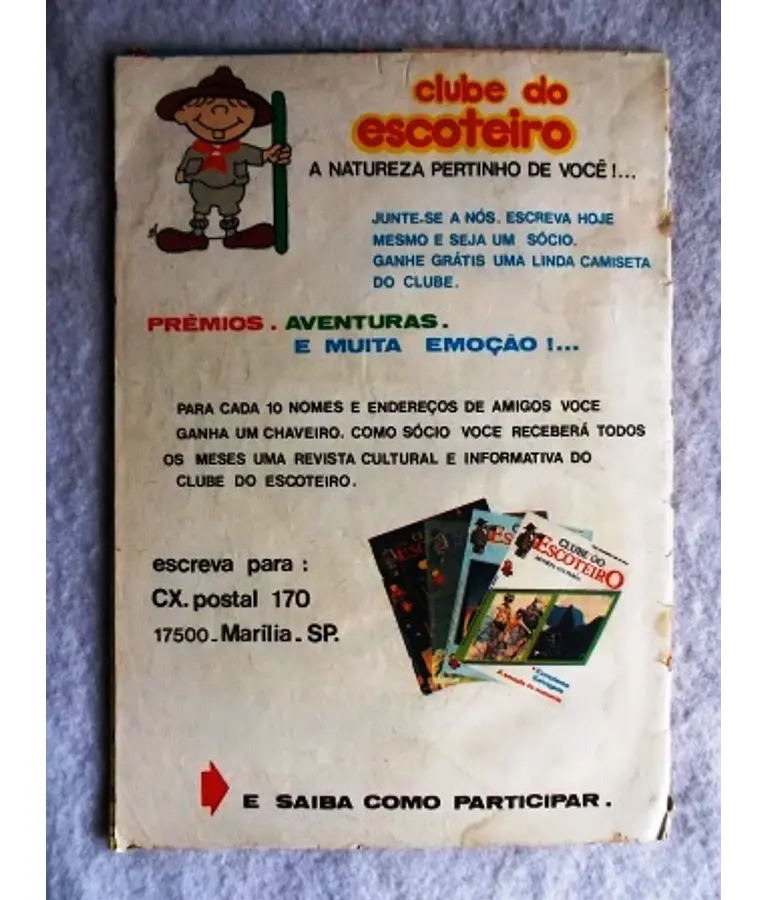 clube do
escoteiro
A NATUREZA PERTINHO DE VOCÊ!...
JUNTE-SE A NÓS. ESCREVA HOJE
MESMO E SEJA UM SÓCIO.
GANHE GRÁTIS UMA LINDA CAMISETA
DO CLUBE.
PRÊMIOS. AVENTURAS.
E MUITA EMOÇÃO!...
PARA CADA 10 NOMES E ENDEREÇOS DE AMIGOS VOCE
GANHA UM CHAVEIRO. COMO SÓCIO VOCE RECEBERÁ TODOS
OS MESES UMA REVISTA CULTURAL E INFORMATIVA DO
CLUBE DO ESCOTEIRO.
escreva para:
CX. postal 170
17500-Marília. SP.
CLUBE DO
ESCOTEIRO
E SAIBA COMO PARTICIPAR.